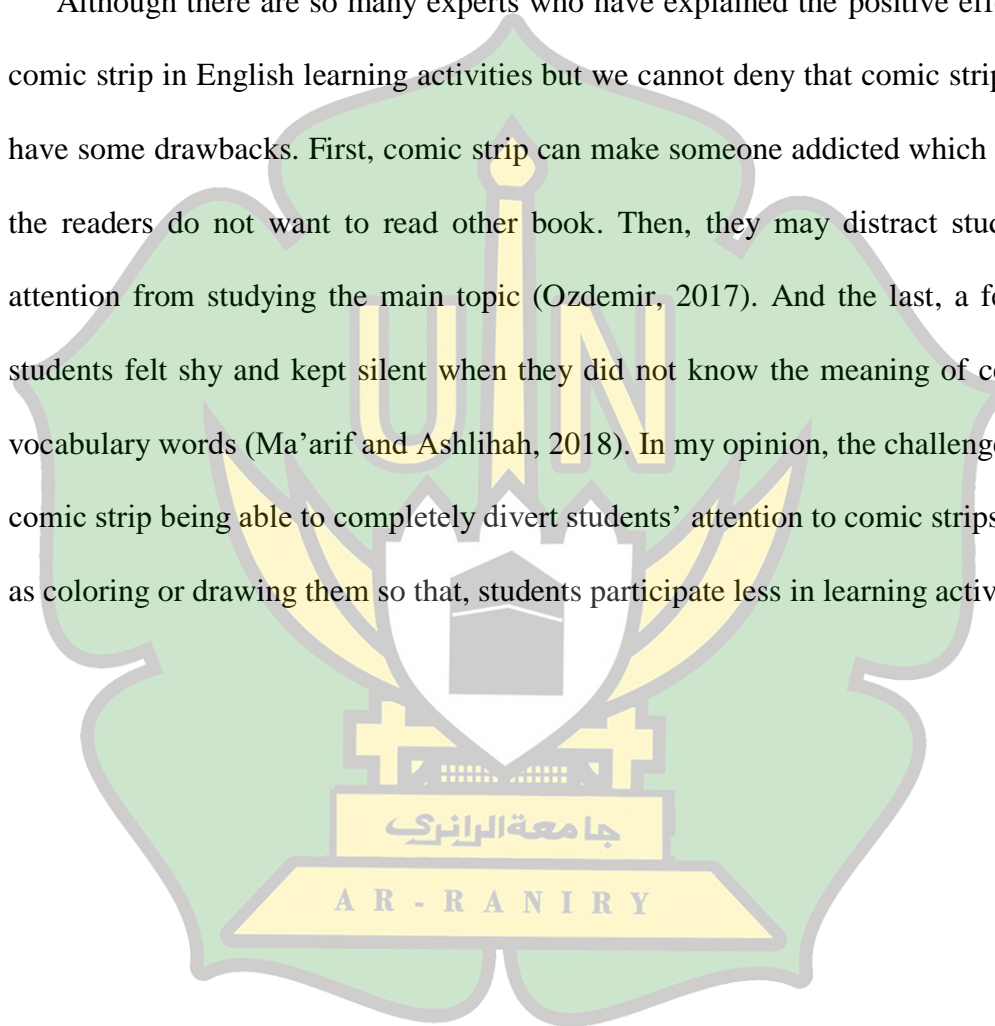 Although there are so many experts who have explained the positive
comic strip in English learning activities but we cannot deny that comic strip
have some drawbacks. First, comic strip can make someone addicted which
the readers do not want to read other book. Then, they may distract
attention from studying the main topic (Ozdemir, 2017). And the last, a
students felt shy and kept silent when they did not know the meaning of
vocabulary words (Ma’arif and Ashlihah, 2018). In my opinion, the challenge
comic strip being able to completely divert students’ attention to comic strips
as coloring or drawing them so that, students participate less in learning
UIN
جامعة الرانري
AR-RANIRY